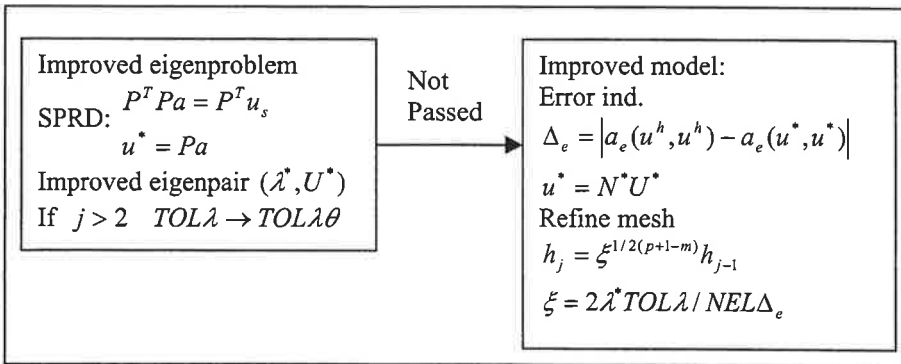 Improved eigenproblem
SPRD: P^T Pa = P^T u_s
u^* = Pa
Improved eigenpair (λ^*, U^*)
If j > 2 TOLλ → TOLλθ
Not
Passed
Improved model:
Error ind.
Δ_e = |a_e(u^h, u^h) − a_e(u^*, u^*)|
u^* = N^*U^*
Refine mesh
h_j = ξ^{1/2(p+1−m)} h_{j−1}
ξ = 2λ^*TOLλ / NELΔ_e